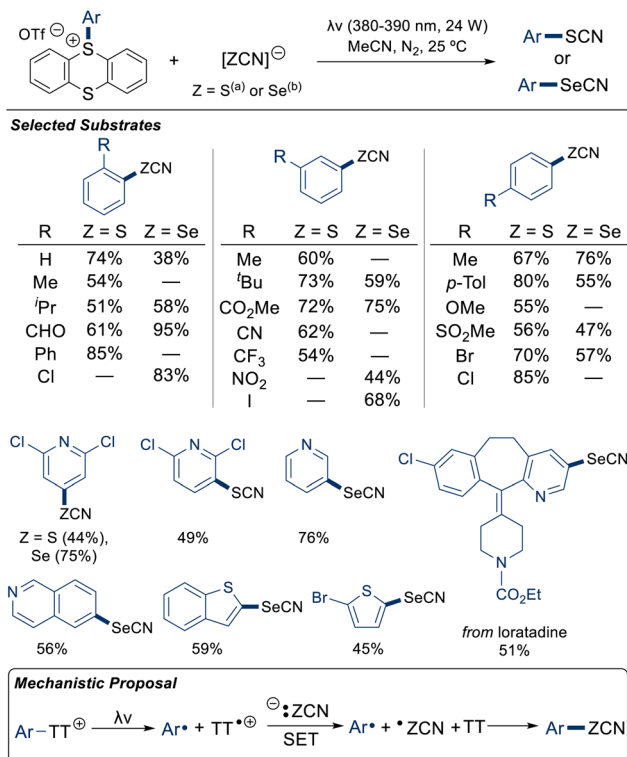 Ar
OTf ⊖
S ⊕
S
+
[ZCN]⊖
Z = S(a) or Se(b)
λν (380-390 nm, 24 W)
MeCN, N2, 25 ºC
Ar—SCN
or
Ar—SeCN
Selected Substrates
R
ZCN
R Z = S Z = Se
H 74% 38%
Me 54% —
iPr 51% 58%
CHO 61% 95%
Ph 85% —
Cl — 83%
R
ZCN
R Z = S Z = Se
Me 60% —
tBu 73% 59%
CO2Me 72% 75%
CN 62% —
CF3 54% —
NO2 — 44%
I — 68%
ZCN
R
R Z = S Z = Se
Me 67% 76%
p-Tol 80% 55%
OMe 55% —
SO2Me 56% 47%
Br 70% 57%
Cl 85% —
Cl N Cl
ZCN
Z = S (44%),
Se (75%)
Cl N Cl
SCN
49%
N
SeCN
76%
Cl
N
SeCN
N
CO2Et
from loratadine
51%
N
SeCN
56%
S
SeCN
59%
Br S SeCN
45%
Mechanistic Proposal
Ar–TT⊕ λν Ar• + TT•⊕ ⊖:ZCN SET Ar• + •ZCN + TT Ar—ZCN